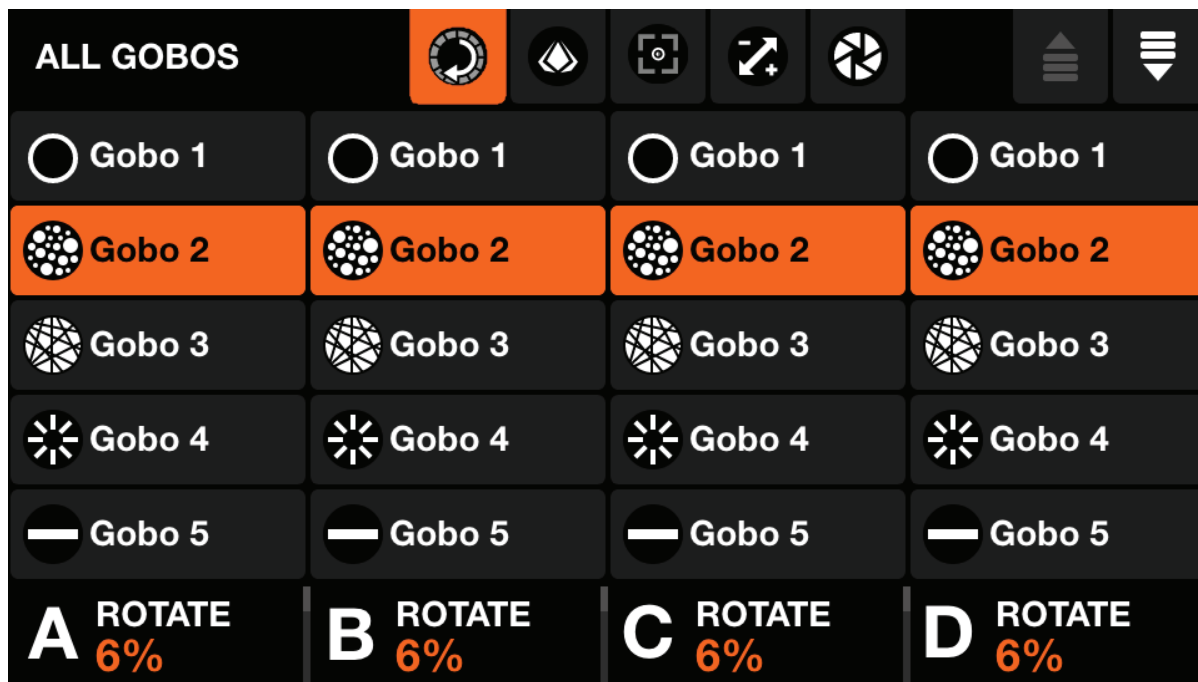 ALL GOBOS
Gobo 1 Gobo 1 Gobo 1 Gobo 1
Gobo 2 Gobo 2 Gobo 2 Gobo 2
Gobo 3 Gobo 3 Gobo 3 Gobo 3
Gobo 4 Gobo 4 Gobo 4 Gobo 4
Gobo 5 Gobo 5 Gobo 5 Gobo 5
A ROTATE 6% B ROTATE 6% C ROTATE 6% D ROTATE 6%